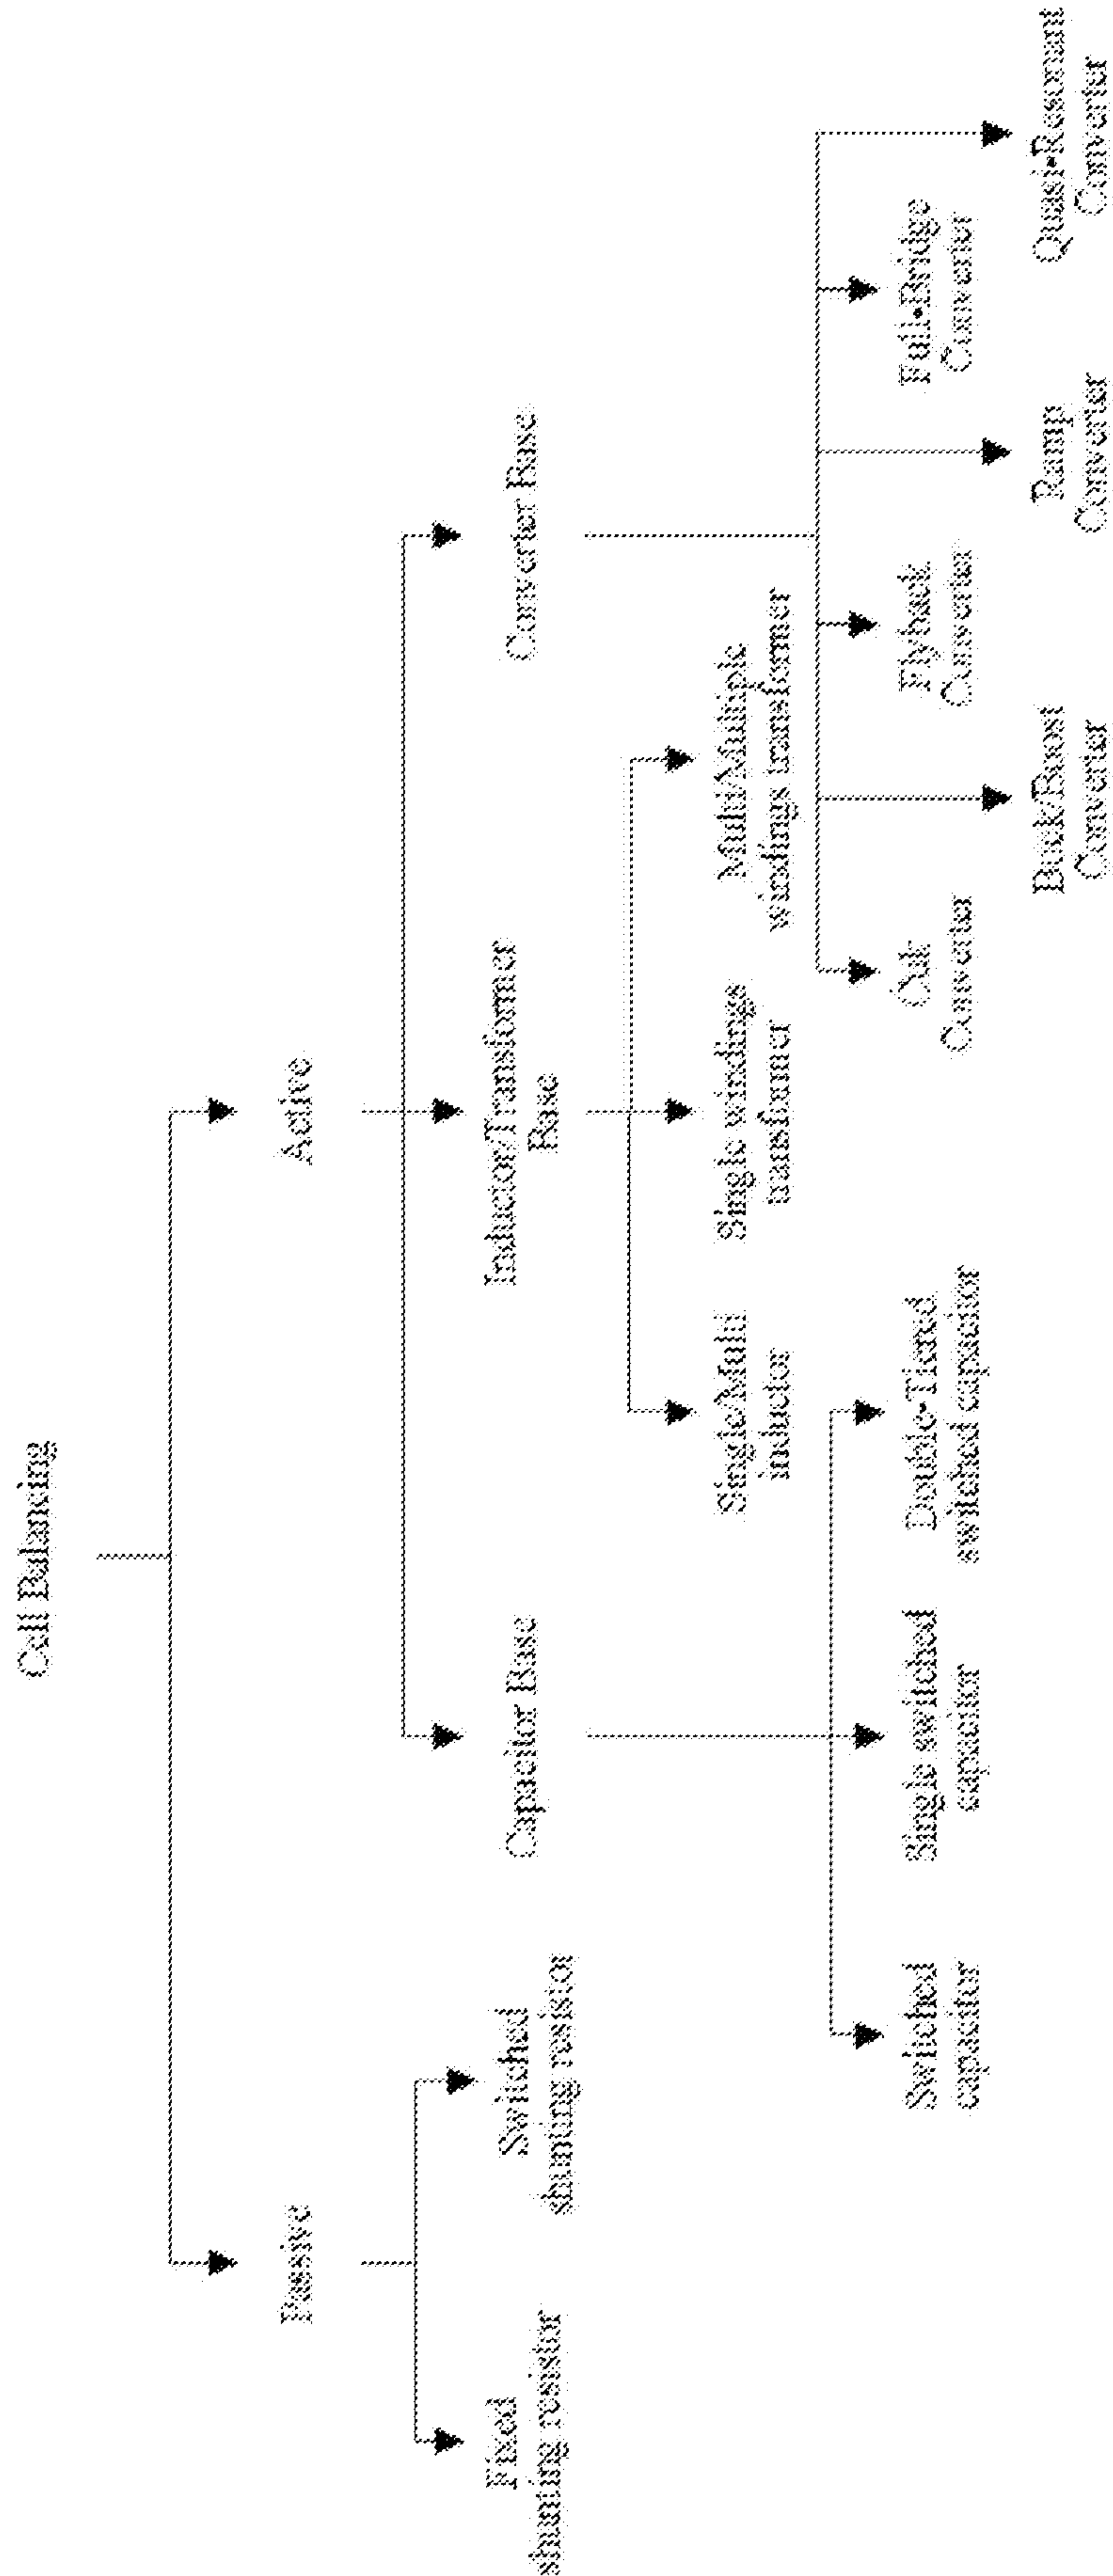 Cell Balancing
Passive
Active
Fixed
shunting resistor
Switched
shunting resistor
Capacitor Base
Inductor/Transformer
Base
Converter Base
Switched
capacitor
Single switched
capacitor
Double-Tiered
switched capacitor
Single/Multi
inductor
Single windings
transformer
Multi/Multiple
windings transformer
Cuk
Converter
Buck/Boost
Converter
Flyback
Converter
Ramp
Converter
Full-Bridge
Converter
Quasi-Resonant
Converter